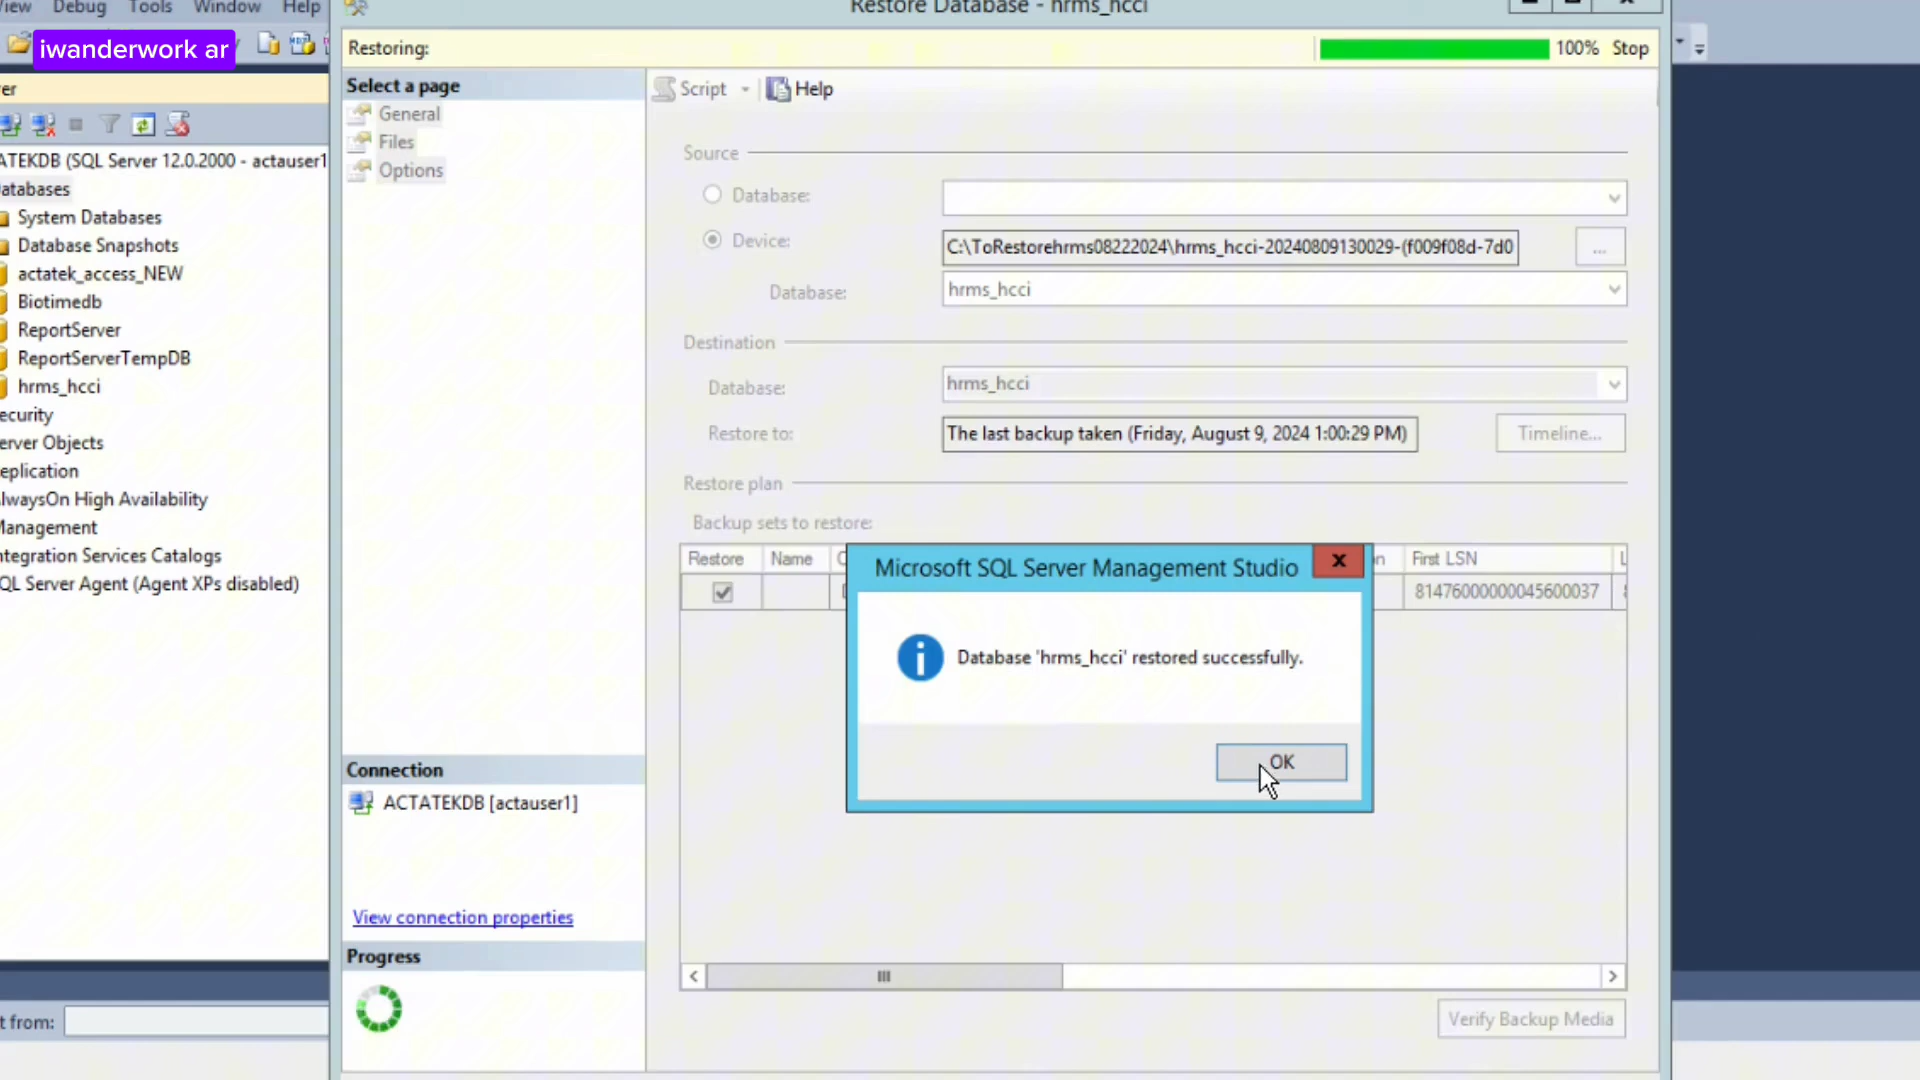 View Debug Tools Window Help
iwanderwork ar
ATEKDB (SQL Server 12.0.2000 - actauser1
atabases
System Databases
Database Snapshots
actatek_access_NEW
Biotimedb
ReportServer
ReportServerTempDB
hrms_hcci
ecurity
erver Objects
eplication
lwaysOn High Availability
Management
ntegration Services Catalogs
QL Server Agent (Agent XPs disabled)
t from:
Restore Database - hrms_hcci
Restoring:
100% Stop
Select a page
General
Files
Options
Connection
ACTATEKDB [actauser1]
View connection properties
Progress
Script Help
Source
Database:
Device: C:\ToRestorehrms08222024\hrms_hcci-20240809130029-(f009f08d-7d0 ...
Database: hrms_hcci
Destination
Database: hrms_hcci
Restore to: The last backup taken (Friday, August 9, 2024 1:00:29 PM) Timeline...
Restore plan
Backup sets to restore:
Restore Name First LSN
81476000000045600037
Microsoft SQL Server Management Studio
Database 'hrms_hcci' restored successfully.
OK
Verify Backup Media